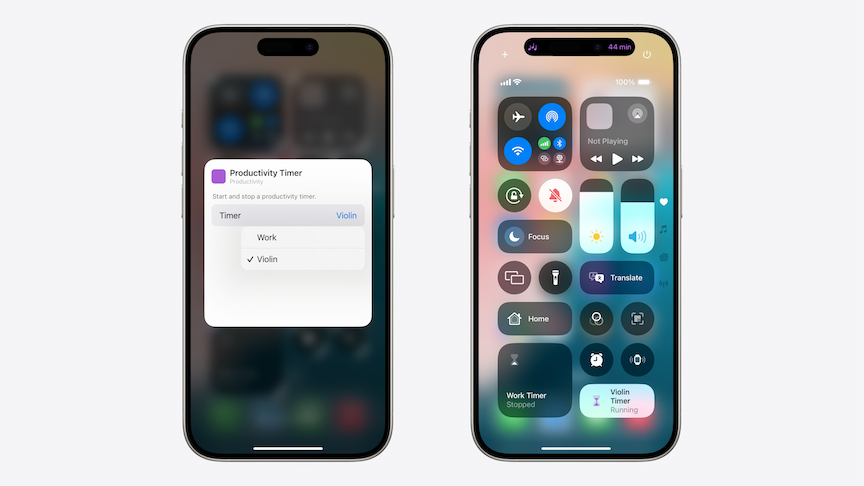 Productivity Timer
Productivity
Start and stop a productivity timer.
Timer
Violin
Work
Violin
44 min
100%
Not Playing
Focus
Translate
Home
Work Timer
Stopped
Violin
Timer
Running